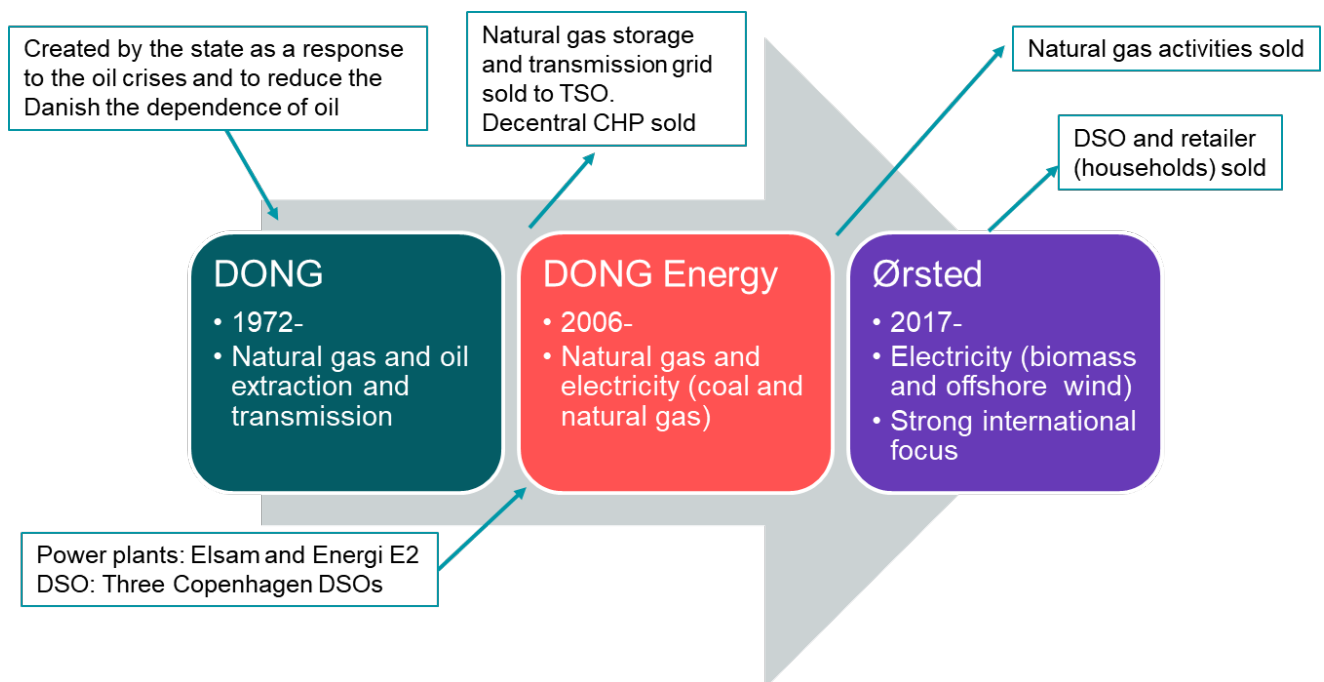 Created by the state as a response
to the oil crises and to reduce the
Danish the dependence of oil
Natural gas storage
and transmission grid
sold to TSO.
Decentral CHP sold
Natural gas activities sold
DSO and retailer
(households) sold
DONG
• 1972-
• Natural gas and oil
extraction and
transmission
DONG Energy
• 2006-
• Natural gas and
electricity (coal and
natural gas)
Ørsted
• 2017-
• Electricity (biomass
and offshore wind)
• Strong international
focus
Power plants: Elsam and Energi E2
DSO: Three Copenhagen DSOs